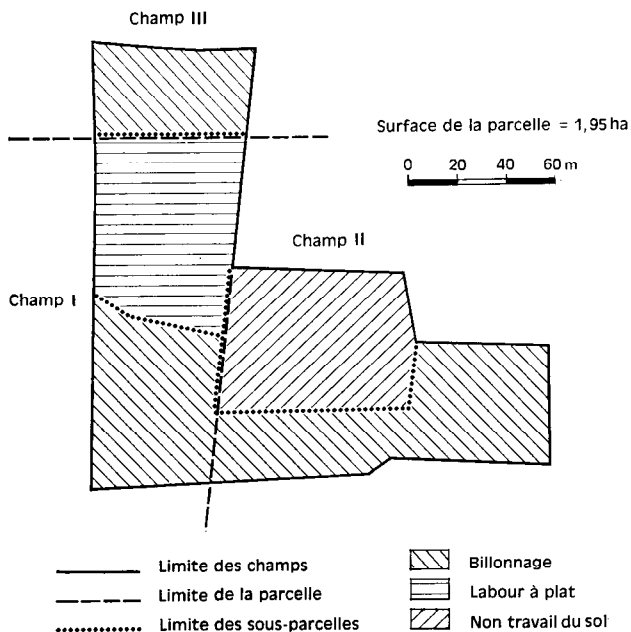 Champ III
Surface de la parcelle = 1,95 ha
0 20 40 60 m
Champ II
Champ I
Limite des champs
Limite de la parcelle
Limite des sous-parcelles
Billonnage
Labour à plat
Non travail du sol